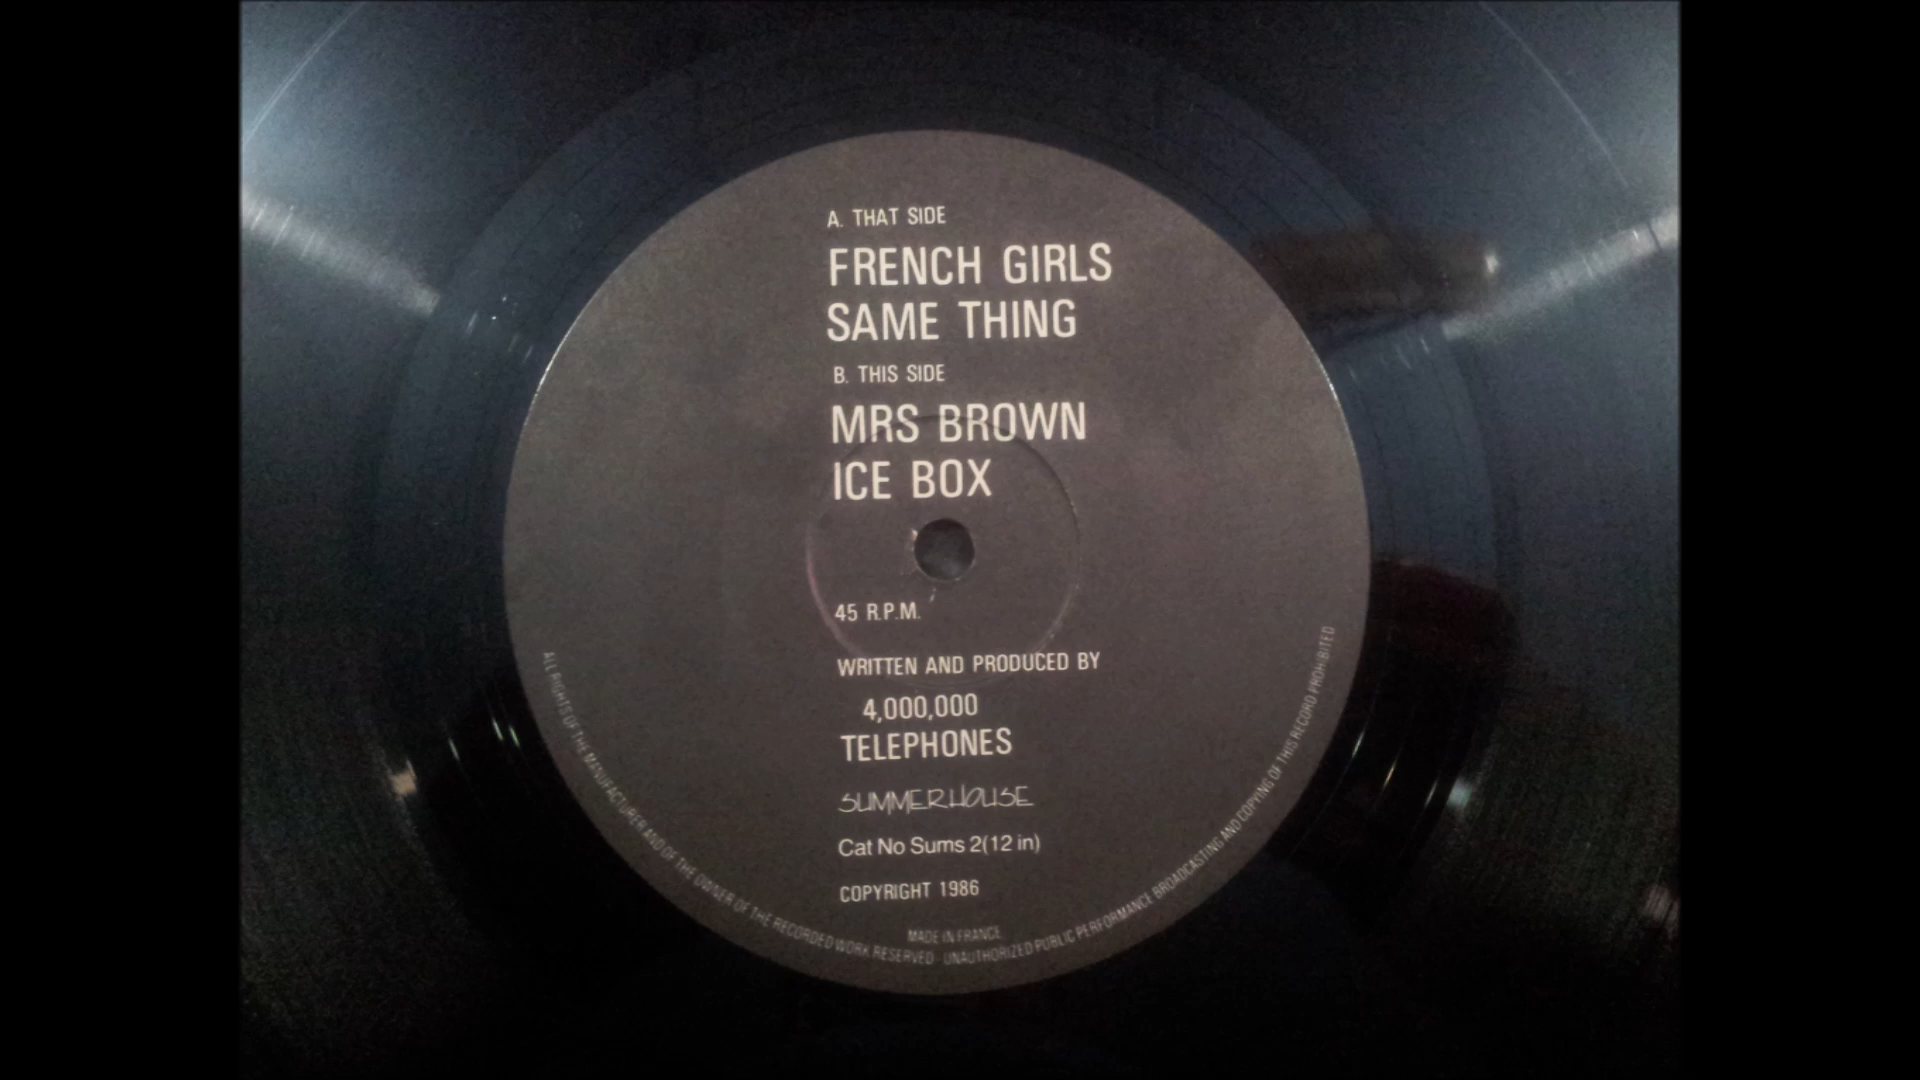 A. THAT SIDE
FRENCH GIRLS
SAME THING
B. THIS SIDE
MRS BROWN
ICE BOX
45 R.P.M.
WRITTEN AND PRODUCED BY
4,000,000
TELEPHONES
SUMMERHOUSE
Cat No Sums 2(12 in)
COPYRIGHT 1986
MADE IN FRANCE
ALL RIGHTS OF THE MANUFACTURER AND OF THE OWNER OF THE RECORDED WORK RESERVED · UNAUTHORIZED PUBLIC PERFORMANCE BROADCASTING AND COPYING OF THIS RECORD PROHIBITED